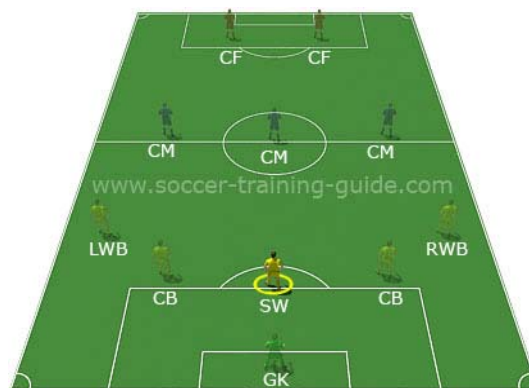 CF CF
CM CM CM
www.soccer-training-guide.com
LWB RWB
CB SW CB
GK